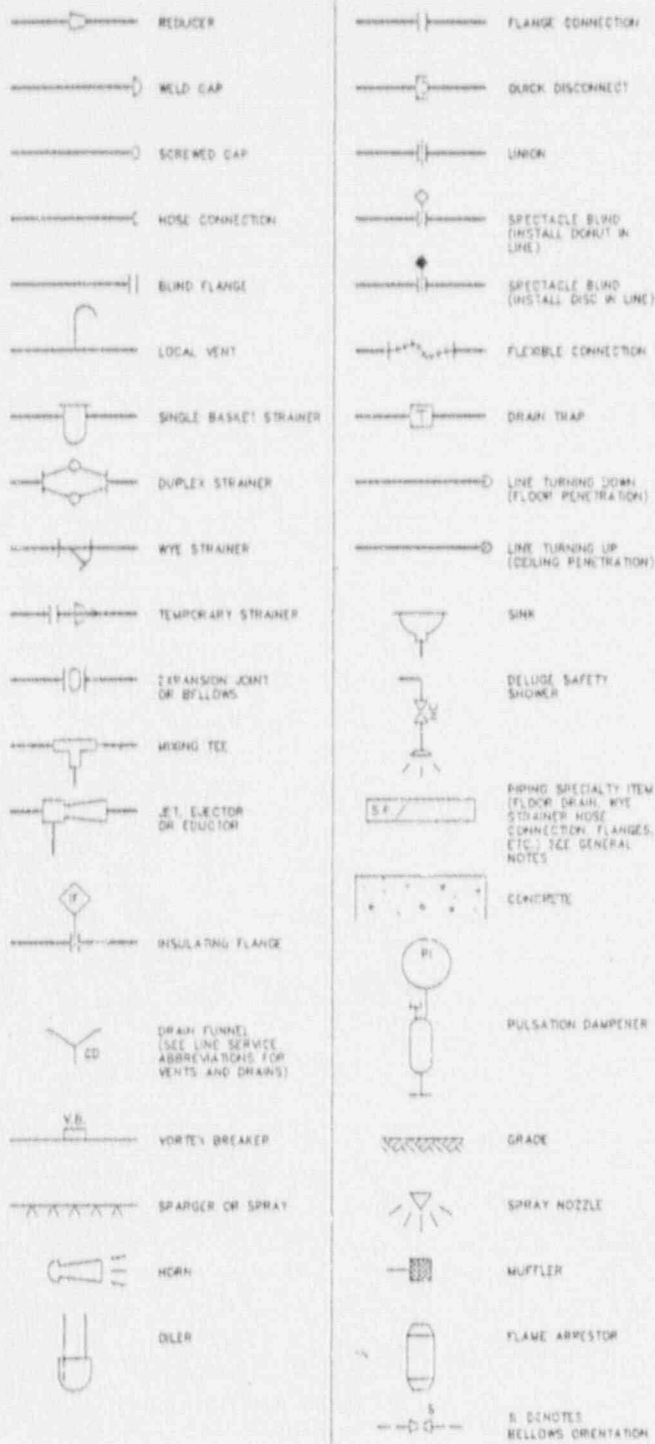 REDUCER
WELD CAP
SCREWED CAP
HOSE CONNECTION
BLIND FLANGE
LOCAL VENT
SINGLE BASKET STRAINER
DUPLEX STRAINER
WYE STRAINER
TEMPORARY STRAINER
EXPANSION JOINT
OR BELLOWS
MIXING TEE
JET, EJECTOR
OR EDUCTOR
IF
INSULATING FLANGE
CD
DRAIN FUNNEL
(SEE LINE SERVICE
ABBREVIATIONS FOR
VENTS AND DRAINS)
V.B.
VORTEX BREAKER
SPARGER OR SPRAY
HORN
OILER
FLANGE CONNECTION
QUICK DISCONNECT
UNION
SPECTACLE BLIND
(INSTALL DONUT IN
LINE)
SPECTACLE BLIND
(INSTALL DISC IN LINE)
FLEXIBLE CONNECTION
T
DRAIN TRAP
LINE TURNING DOWN
(FLOOR PENETRATION)
LINE TURNING UP
(CEILING PENETRATION)
SINK
DELUGE SAFETY
SHOWER
NC
S.P.
PIPING SPECIALTY ITEM
(FLOOR DRAIN, WYE
STRAINER HOSE
CONNECTION, FLANGES,
ETC.) SEE GENERAL
NOTES
CONCRETE
PI
PULSATION DAMPENER
GRADE
SPRAY NOZZLE
MUFFLER
FLAME ARRESTOR
S
S DENOTES
BELLOWS ORIENTATION